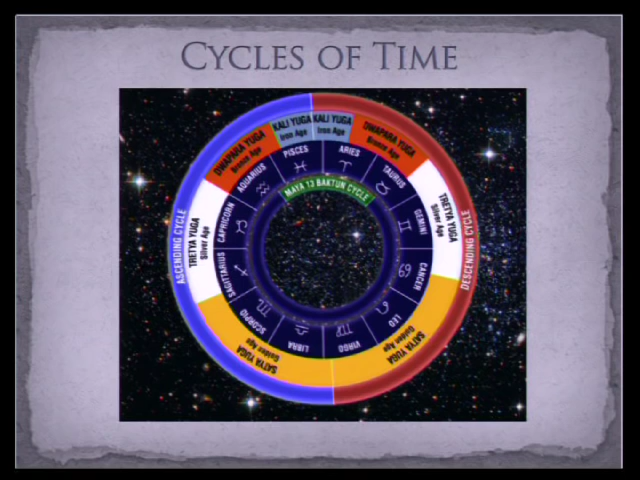 CYCLES OF TIME
KALI YUGA
Iron Age
KALI YUGA
Iron Age
DWAPARA YUGA
Bronze Age
DWAPARA YUGA
Bronze Age
PISCES
ARIES
AQUARIUS
TAURUS
MAYA 13 BAKTUN CYCLE
ASCENDING CYCLE
TRETYA YUGA
Silver Age
CAPRICORN
GEMINI
TRETYA YUGA
Silver Age
DESCENDING CYCLE
SAGITTARIUS
CANCER
SCORPIO
LEO
LIBRA
VIRGO
SATYA YUGA
Golden Age
SATYA YUGA
Golden Age